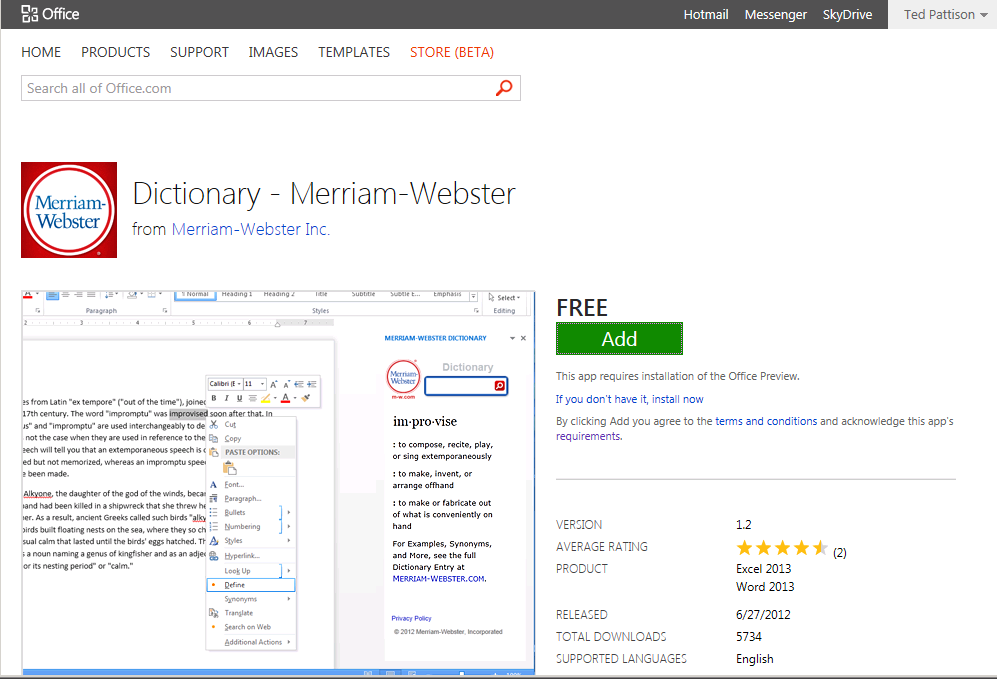 Office
Hotmail Messenger SkyDrive Ted Pattison
HOME PRODUCTS SUPPORT IMAGES TEMPLATES STORE (BETA)
Search all of Office.com
Merriam-
Webster
Dictionary - Merriam-Webster
from Merriam-Webster Inc.
Normal Heading 1 Heading 2 Title Subtitle Subtle E... Emphasis Select
Paragraph Styles Editing
2 3 4 5 6 7
Calibri (E 11
B I U
es from Latin "ex tempore" ("out of the time"), joined
17th century. The word "impromptu" was improvised soon after that. In
us" and "impromptu" are used interchangeably to de
not the case when they are used in reference to the
eech will tell you that an extemporaneous speech is
ed but not memorized, whereas an impromptu spee
e been made.
Alkyone, the daughter of the god of the winds, beca
and had been killed in a shipwreck that she threw he
er. As a result, ancient Greeks called such birds "alky
birds built floating nests on the sea, where they so ch
sual calm that lasted until the birds' eggs hatched. Th
s a noun naming a genus of kingfisher and as an adjec
or its nesting period" or "calm."
Cut
Copy
PASTE OPTIONS:
Font...
Paragraph...
Bullets
Numbering
Styles
Hyperlink...
Look Up
Define
Synonyms
Translate
Search on Web
Additional Actions
MERRIAM-WEBSTER DICTIONARY
Merriam-
Webster
m-w.com
Dictionary
im·pro·vise
: to compose, recite, play,
or sing extemporaneously
: to make, invent, or
arrange offhand
: to make or fabricate out
of what is conveniently on
hand
For Examples, Synonyms,
and More, see the full
Dictionary Entry at
MERRIAM-WEBSTER.COM.
Privacy Policy
© 2012 Merriam-Webster, Incorporated
FREE
Add
This app requires installation of the Office Preview.
If you don't have it, install now
By clicking Add you agree to the terms and conditions and acknowledge this app's
requirements.
VERSION 1.2
AVERAGE RATING (2)
PRODUCT Excel 2013
Word 2013
RELEASED 6/27/2012
TOTAL DOWNLOADS 5734
SUPPORTED LANGUAGES English